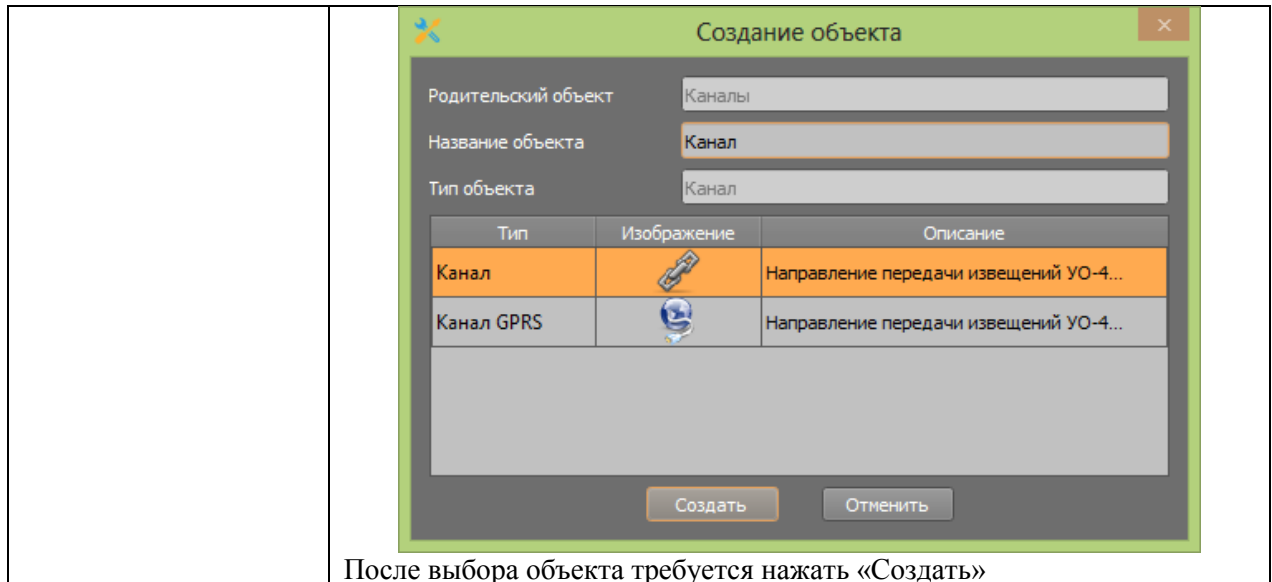 Создание объекта
Родительский объект Каналы
Название объекта Канал
Тип объекта Канал
Тип Изображение Описание
Канал Направление передачи извещений УО-4...
Канал GPRS Направление передачи извещений УО-4...
Создать Отменить
После выбора объекта требуется нажать «Создать»